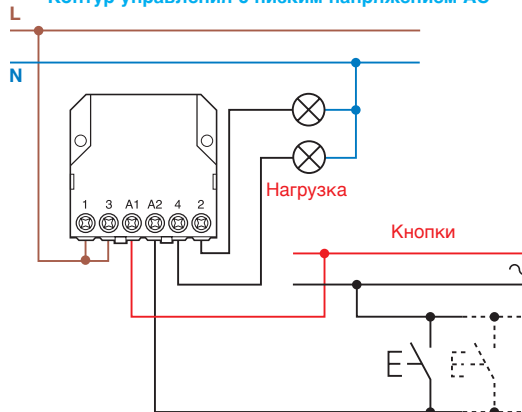 Контур управления с низким напряжением AC
L
N
Нагрузка
1 3 A1 A2 4 2
Кнопки